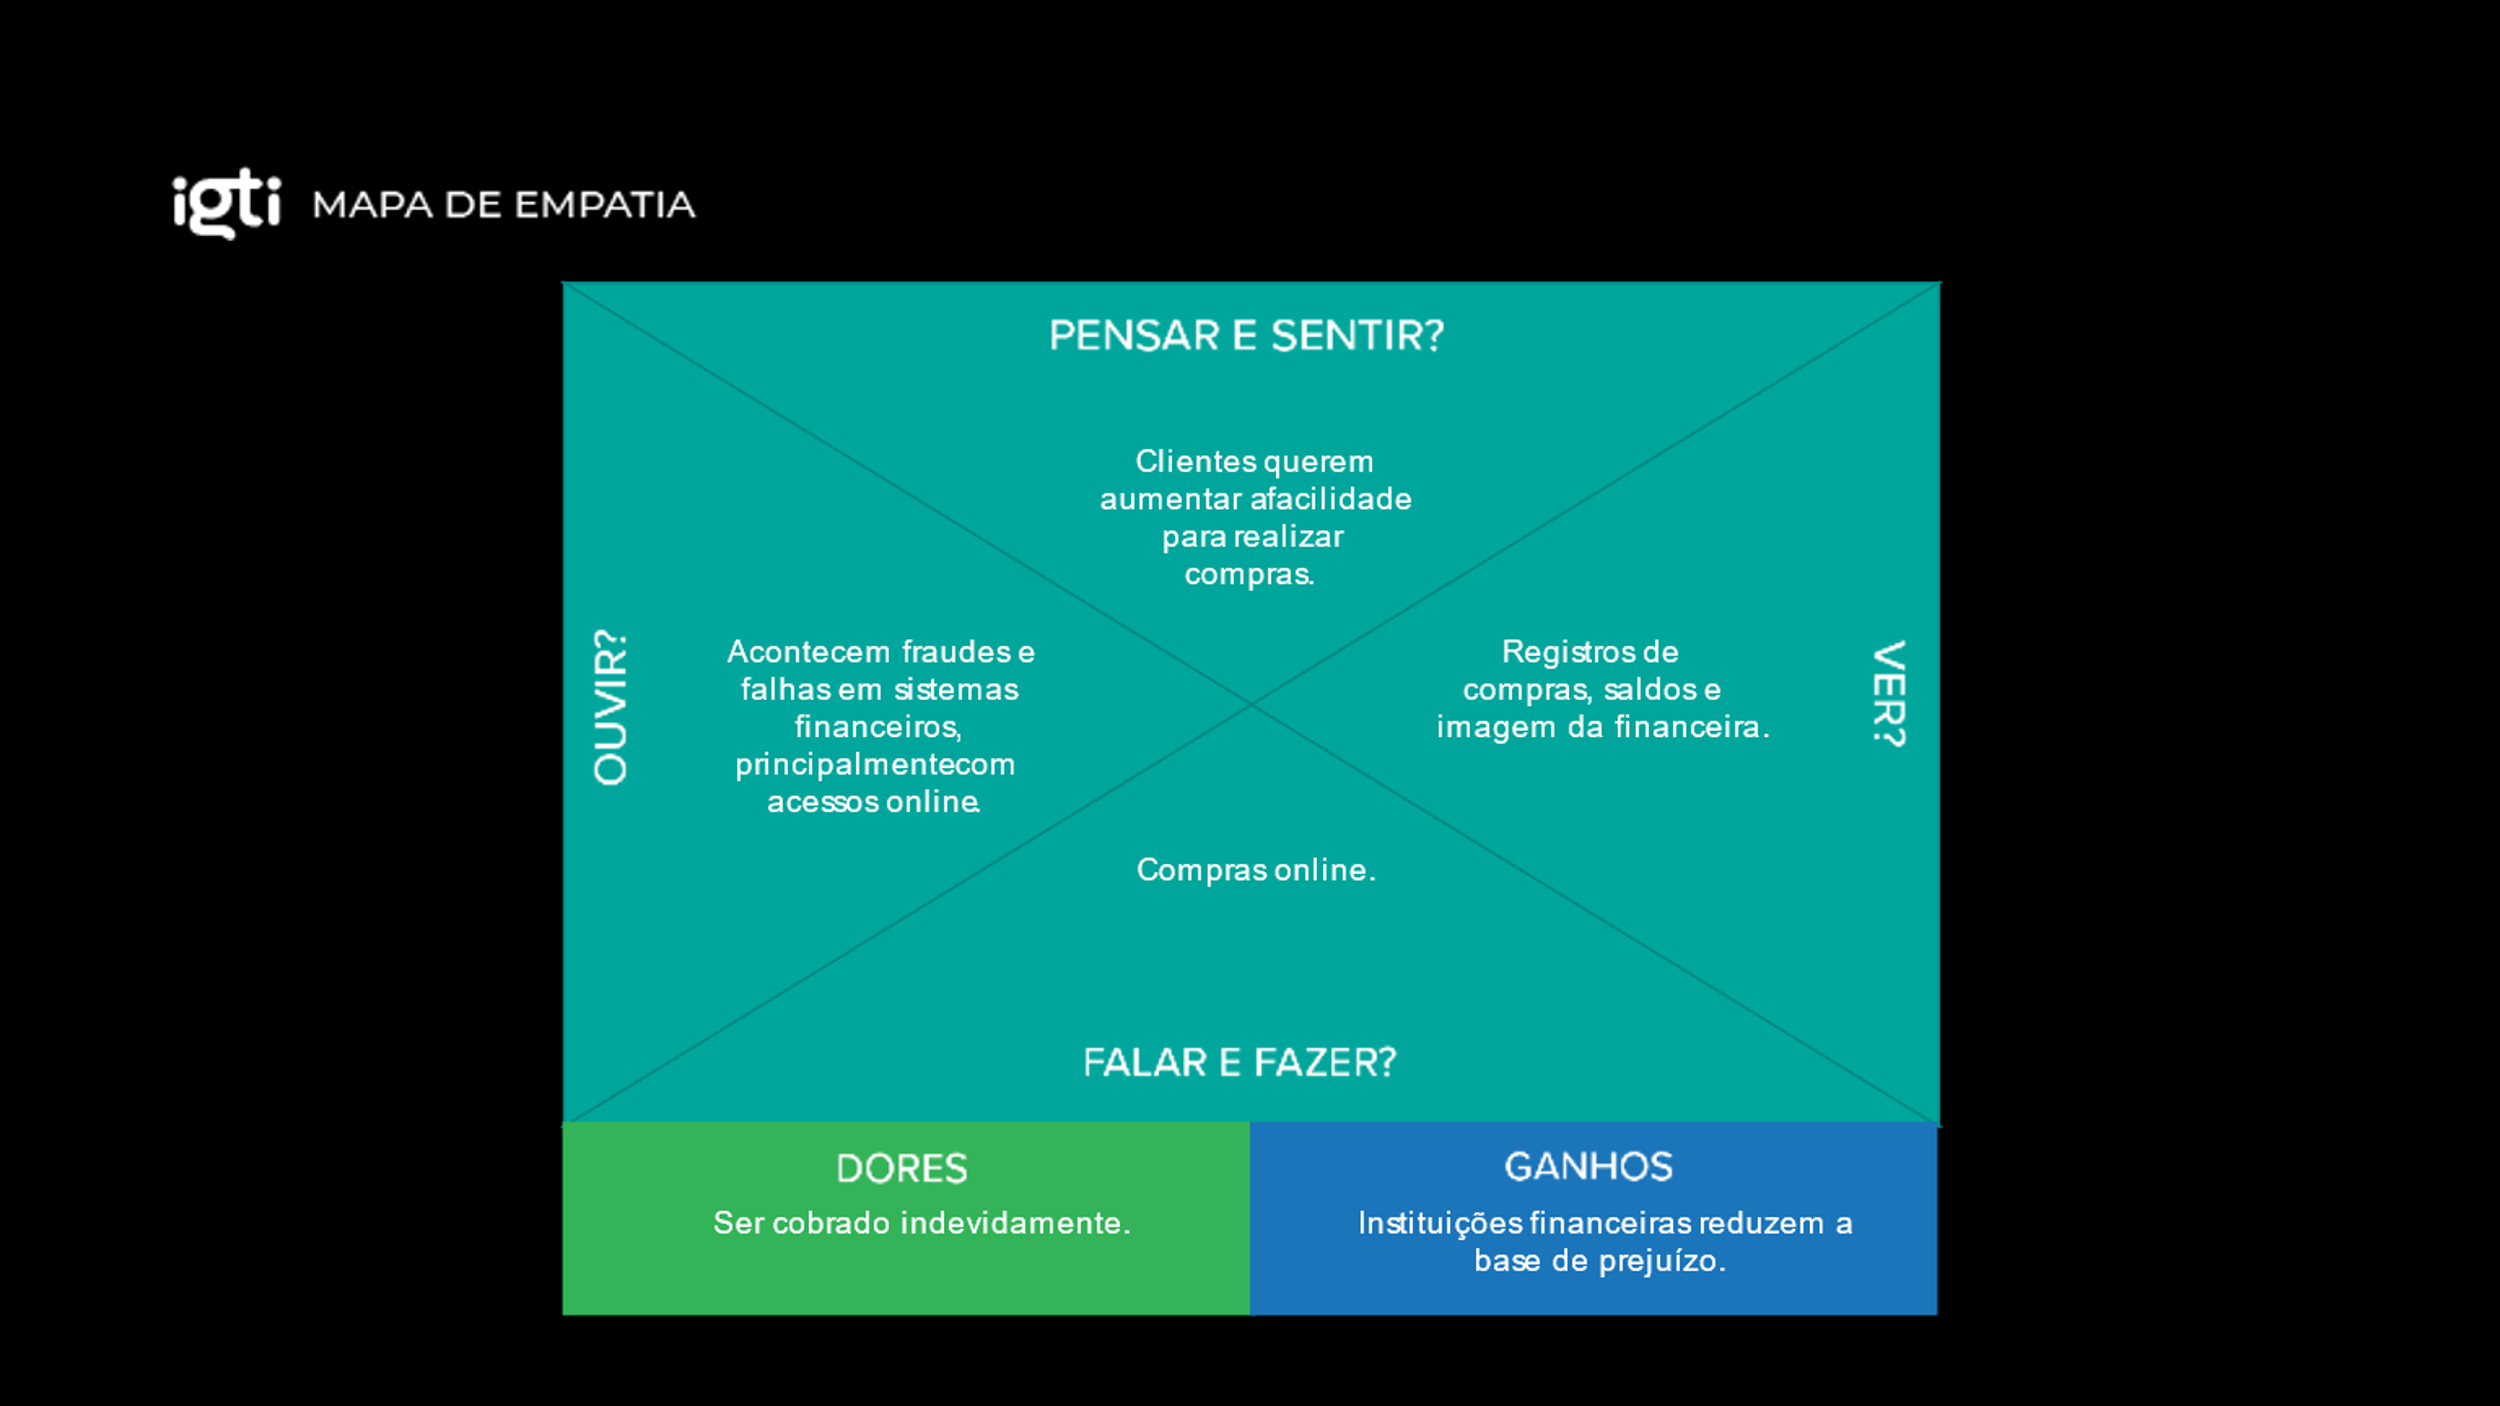 igti MAPA DE EMPATIA
PENSAR E SENTIR?
Clientes querem
aumentar afacilidade
para realizar
compras.
OUVIR?
Acontecem fraudes e
falhas em sistemas
financeiros,
principalmentecom
acessos online.
Registros de
compras, saldos e
imagem da financeira.
VER?
Compras online.
FALAR E FAZER?
DORES
Ser cobrado indevidamente.
GANHOS
Instituições financeiras reduzem a
base de prejuízo.